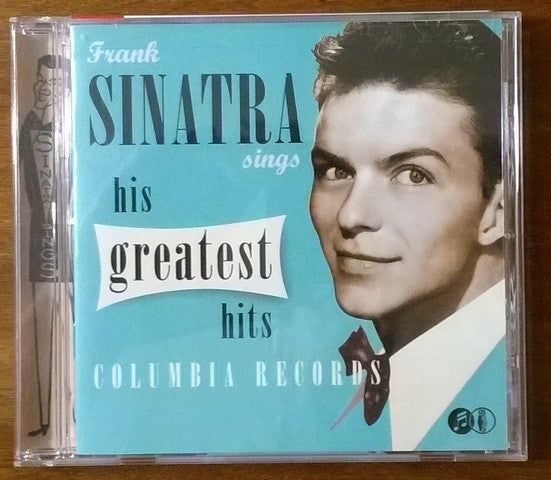 Frank
SINATRA
sings
his
greatest
hits
COLUMBIA RECORDS